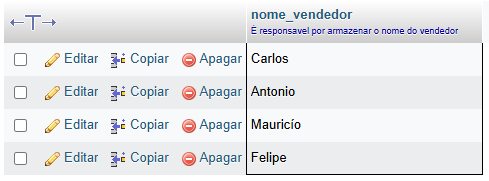 nome_vendedor
É responsavel por armazenar o nome do vendedor
Editar Copiar Apagar Carlos
Editar Copiar Apagar Antonio
Editar Copiar Apagar Mauricío
Editar Copiar Apagar Felipe